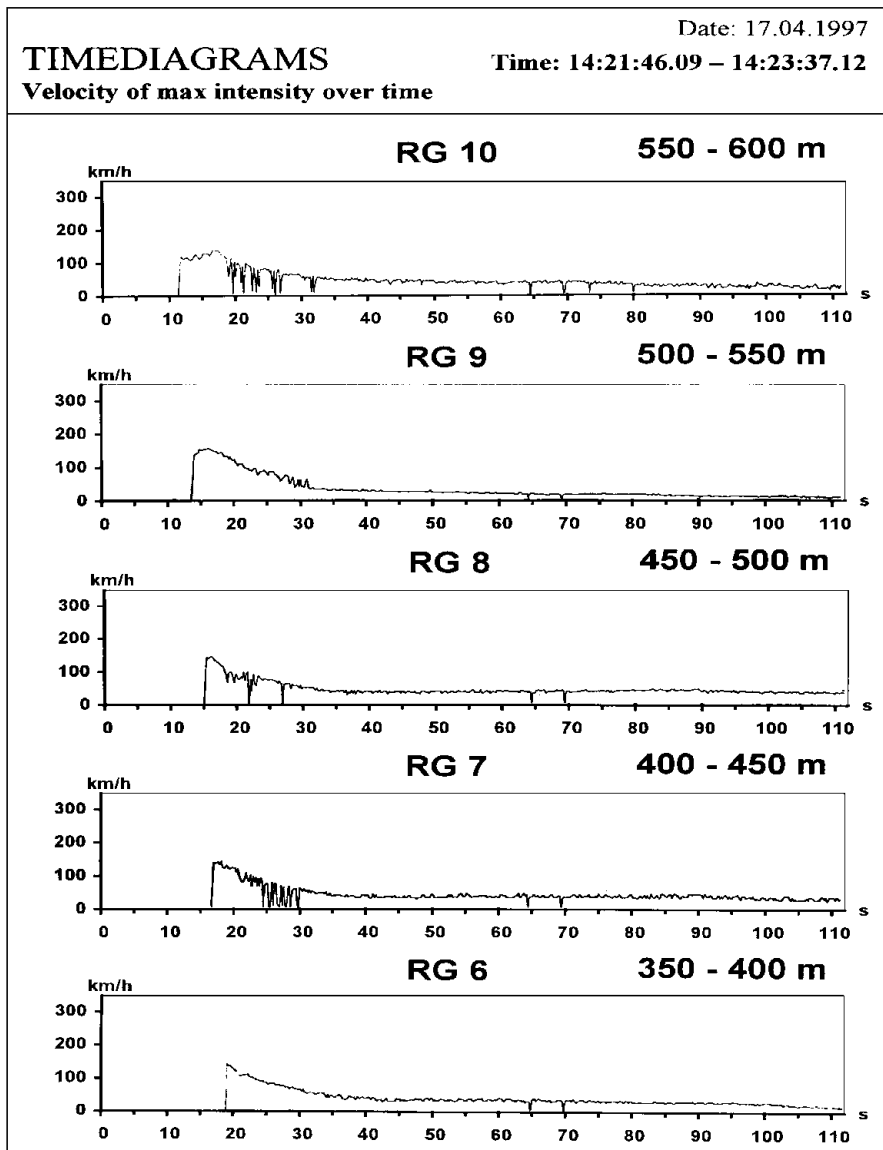 Date: 17.04.1997
TIMEDIAGRAMS
Time: 14:21:46.09 – 14:23:37.12
Velocity of max intensity over time
RG 10 550 - 600 m
km/h
300
200
100
0
s
0 10 20 30 40 50 60 70 80 90 100 110
RG 9 500 - 550 m
km/h
300
200
100
0
s
0 10 20 30 40 50 60 70 80 90 100 110
RG 8 450 - 500 m
km/h
300
200
100
0
s
0 10 20 30 40 50 60 70 80 90 100 110
RG 7 400 - 450 m
km/h
300
200
100
0
s
0 10 20 30 40 50 60 70 80 90 100 110
RG 6 350 - 400 m
km/h
300
200
100
0
s
0 10 20 30 40 50 60 70 80 90 100 110